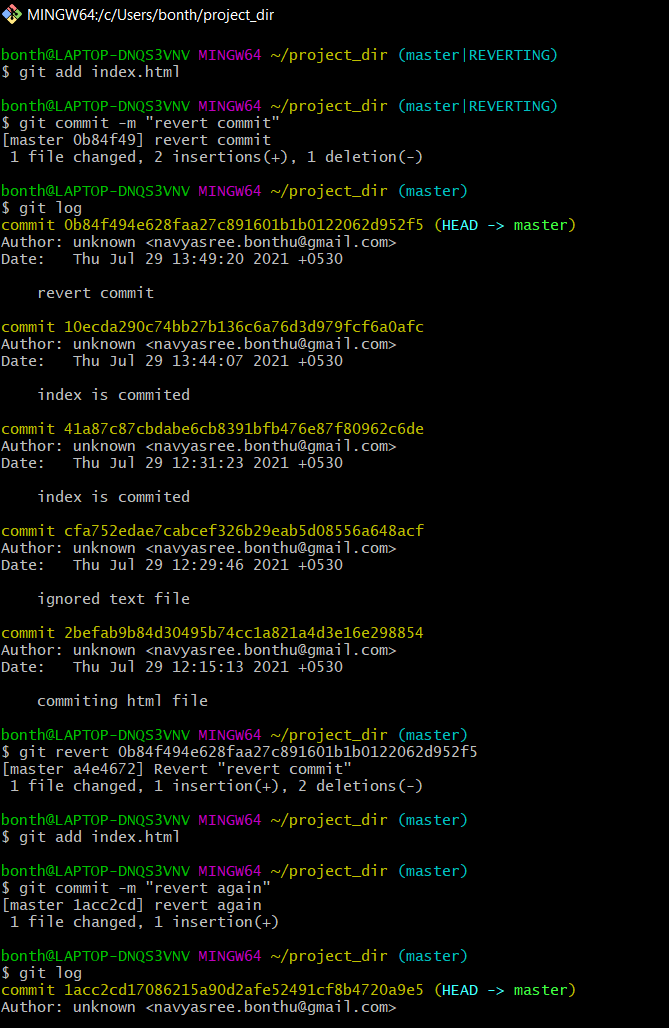 MINGW64:/c/Users/bonth/project_dir
bonth@LAPTOP-DNQS3VNV MINGW64 ~/project_dir (master|REVERTING)
$ git add index.html
bonth@LAPTOP-DNQS3VNV MINGW64 ~/project_dir (master|REVERTING)
$ git commit -m "revert commit"
[master 0b84f49] revert commit
 1 file changed, 2 insertions(+), 1 deletion(-)
bonth@LAPTOP-DNQS3VNV MINGW64 ~/project_dir (master)
$ git log
commit 0b84f494e628faa27c891601b1b0122062d952f5 (HEAD -> master)
Author: unknown <navyasree.bonthu@gmail.com>
Date:   Thu Jul 29 13:49:20 2021 +0530
    revert commit
commit 10ecda290c74bb27b136c6a76d3d979fcf6a0afc
Author: unknown <navyasree.bonthu@gmail.com>
Date:   Thu Jul 29 13:44:07 2021 +0530
    index is commited
commit 41a87c87cbdabe6cb8391bfb476e87f80962c6de
Author: unknown <navyasree.bonthu@gmail.com>
Date:   Thu Jul 29 12:31:23 2021 +0530
    index is commited
commit cfa752edae7cabcef326b29eab5d08556a648acf
Author: unknown <navyasree.bonthu@gmail.com>
Date:   Thu Jul 29 12:29:46 2021 +0530
    ignored text file
commit 2befab9b84d30495b74cc1a821a4d3e16e298854
Author: unknown <navyasree.bonthu@gmail.com>
Date:   Thu Jul 29 12:15:13 2021 +0530
    commiting html file
bonth@LAPTOP-DNQS3VNV MINGW64 ~/project_dir (master)
$ git revert 0b84f494e628faa27c891601b1b0122062d952f5
[master a4e4672] Revert "revert commit"
 1 file changed, 1 insertion(+), 2 deletions(-)
bonth@LAPTOP-DNQS3VNV MINGW64 ~/project_dir (master)
$ git add index.html
bonth@LAPTOP-DNQS3VNV MINGW64 ~/project_dir (master)
$ git commit -m "revert again"
[master 1acc2cd] revert again
 1 file changed, 1 insertion(+)
bonth@LAPTOP-DNQS3VNV MINGW64 ~/project_dir (master)
$ git log
commit 1acc2cd17086215a90d2afe52491cf8b4720a9e5 (HEAD -> master)
Author: unknown <navyasree.bonthu@gmail.com>